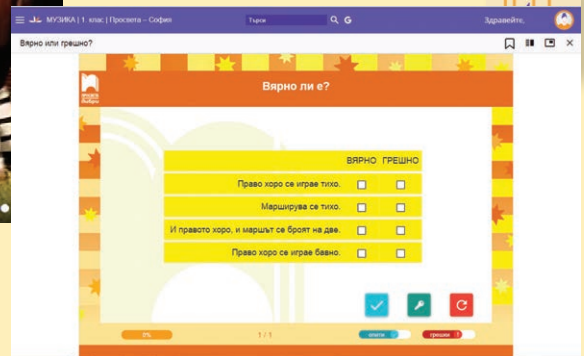 МУЗИКА | 1. клас | Просвета – София
Търси
G
Здравейте,
Вярно или грешно?
Вярно ли е?
ВЯРНО ГРЕШНО
Право хоро се играе тихо.
Марширува се тихо.
И правото хоро, и маршът се броят на две.
Право хоро се играе бавно.
0%
1 / 1
опити
грешки